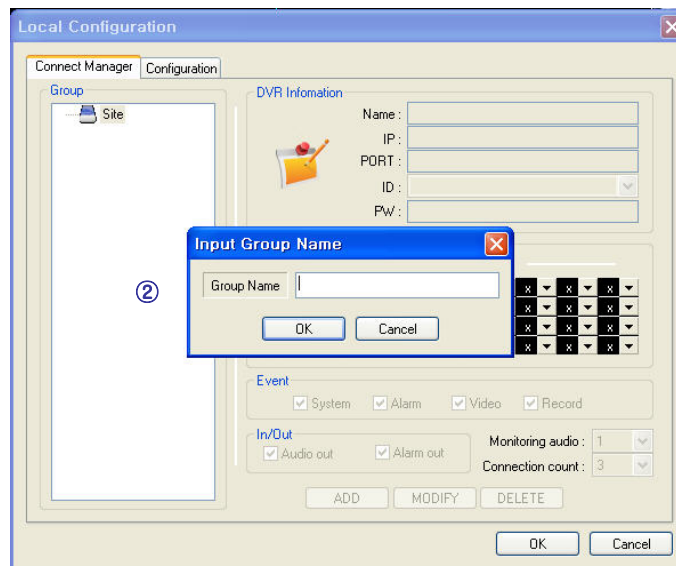 Local Configuration
Connect Manager Configuration
Group
Site
DVR Infomation
Name :
IP :
PORT :
ID :
PW :
Input Group Name
②
Group Name
OK Cancel
x x x
x x x
x x x
x x x
Event
System Alarm Video Record
In/Out
Audio out Alarm out
Monitoring audio : 1
Connection count : 3
ADD MODIFY DELETE
OK Cancel